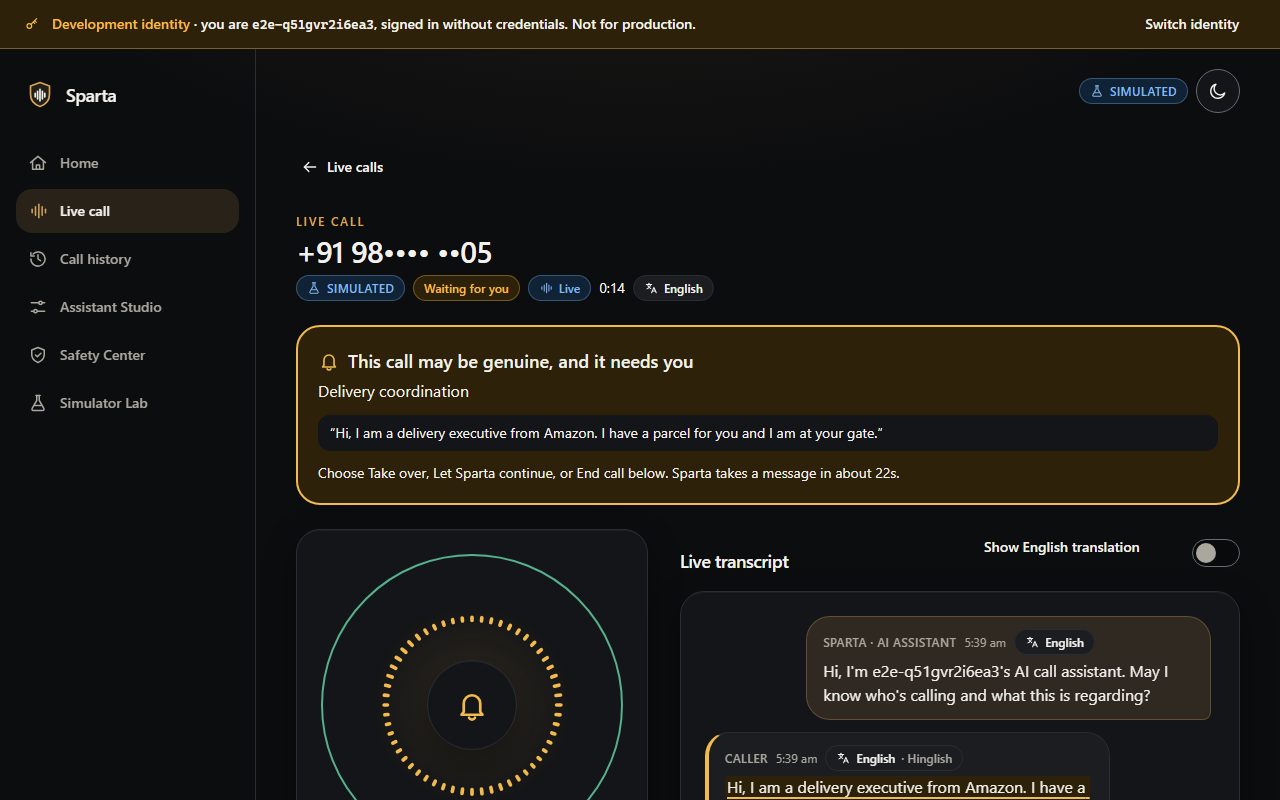 Development identity · you are e2e-q51gvr2i6ea3, signed in without credentials. Not for production.
Switch identity
Sparta
SIMULATED
Home
Live call
Call history
Assistant Studio
Safety Center
Simulator Lab
Live calls
LIVE CALL
+91 98•••• ••05
SIMULATED
Waiting for you
Live
0:14
English
This call may be genuine, and it needs you
Delivery coordination
“Hi, I am a delivery executive from Amazon. I have a parcel for you and I am at your gate.”
Choose Take over, Let Sparta continue, or End call below. Sparta takes a message in about 22s.
Live transcript
Show English translation
SPARTA · AI ASSISTANT 5:39 am English
Hi, I'm e2e-q51gvr2i6ea3's AI call assistant. May I
know who's calling and what this is regarding?
CALLER 5:39 am English · Hinglish
Hi, I am a delivery executive from Amazon. I have a